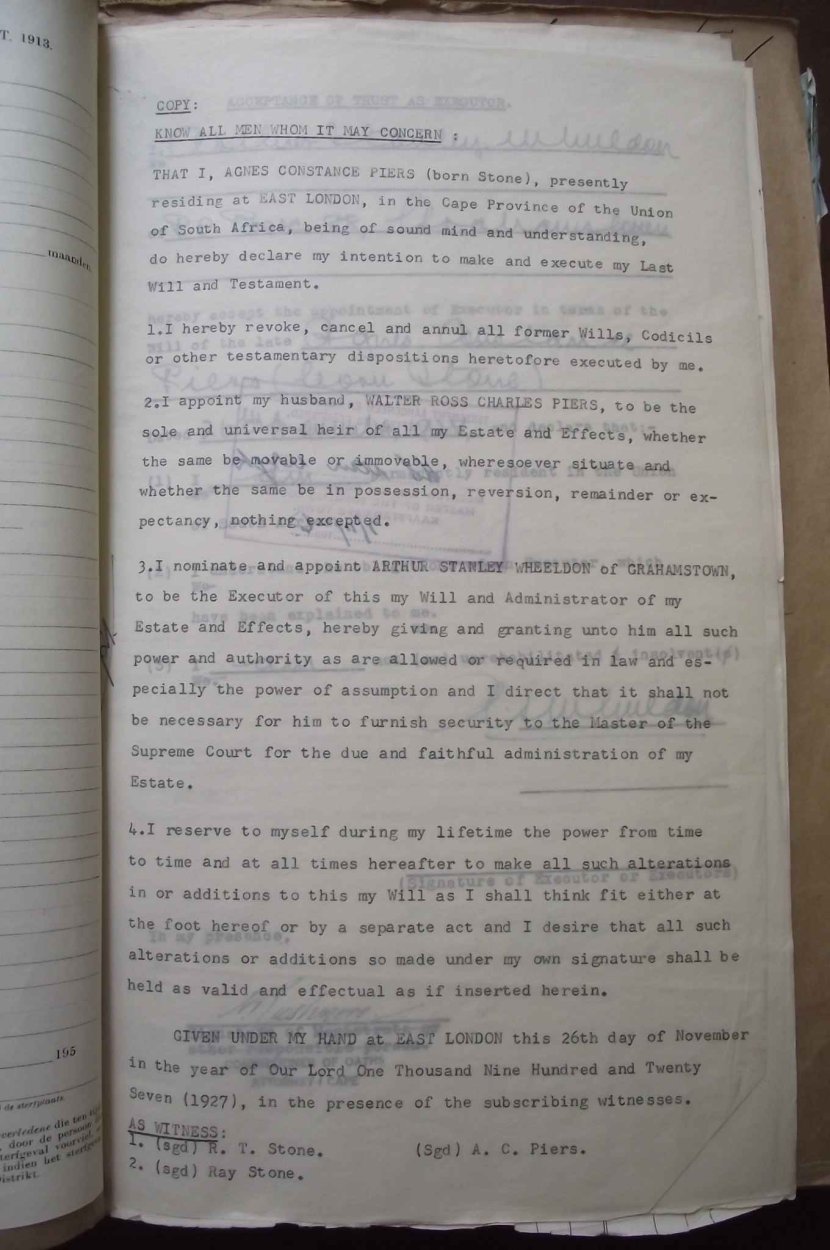 T. 1913.
maanden
195
COPY:
ACCEPTANCE OF TRUST AS EXECUTOR.
KNOW ALL MEN WHOM IT MAY CONCERN :
THAT I, AGNES CONSTANCE PIERS (born Stone), presently
residing at EAST LONDON, in the Cape Province of the Union
of South Africa, being of sound mind and understanding,
do hereby declare my intention to make and execute my Last
Will and Testament.
1.I hereby revoke, cancel and annul all former Wills, Codicils
or other testamentary dispositions heretofore executed by me.
2.I appoint my husband, WALTER ROSS CHARLES PIERS, to be the
sole and universal heir of all my Estate and Effects, whether
the same be movable or immovable, wheresoever situate and
whether the same be in possession, reversion, remainder or ex-
pectancy, nothing excepted.
3.I nominate and appoint ARTHUR STANLEY WHEELDON of GRAHAMSTOWN,
to be the Executor of this my Will and Administrator of my
Estate and Effects, hereby giving and granting unto him all such
power and authority as are allowed or required in law and es-
pecially the power of assumption and I direct that it shall not
be necessary for him to furnish security to the Master of the
Supreme Court for the due and faithful administration of my
Estate.
4.I reserve to myself during my lifetime the power from time
to time and at all times hereafter to make all such alterations
in or additions to this my Will as I shall think fit either at
the foot hereof or by a separate act and I desire that all such
alterations or additions so made under my own signature shall be
held as valid and effectual as if inserted herein.
GIVEN UNDER MY HAND at EAST LONDON this 26th day of November
in the year of Our Lord One Thousand Nine Hundred and Twenty
Seven (1927), in the presence of the subscribing witnesses.
AS WITNESS:
1. (sgd) R. T. Stone. (Sgd) A. C. Piers.
2. (sgd) Ray Stone.